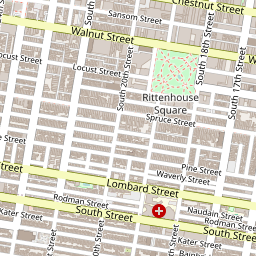 Chestnut Street
Sansom Street
Walnut Street
Locust Street
Locust Street
South 20th Street
South 18th Street
South 17th Street
Rittenhouse
Square
Spruce Street
Pine Street
Waverly Street
Lombard Street
Rodman Street
South Street
Kater Street
Naudain Street
Rodman Street
South Street
Kater Street
Kater Street